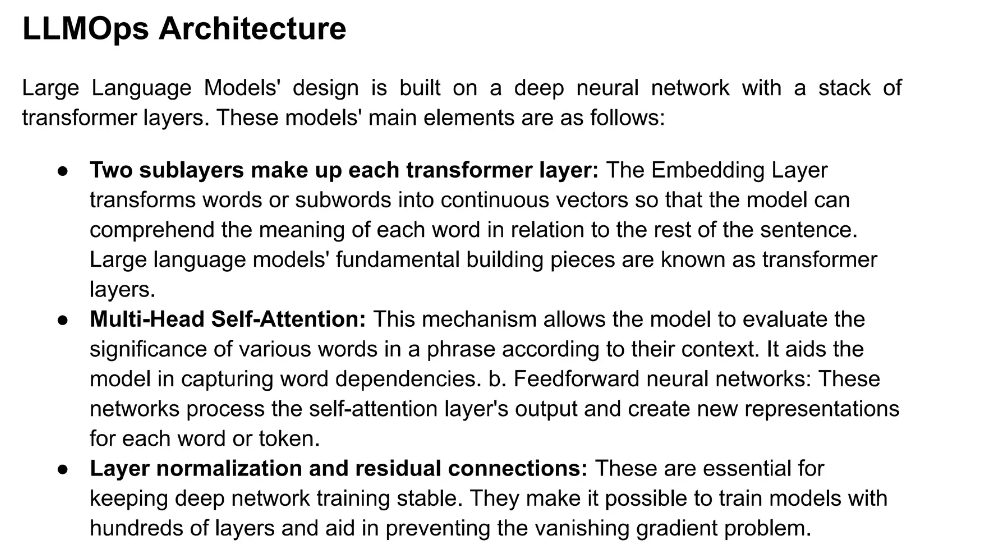 LLMOps Architecture
Large Language Models' design is built on a deep neural network with a stack of
transformer layers. These models' main elements are as follows:
● Two sublayers make up each transformer layer: The Embedding Layer
transforms words or subwords into continuous vectors so that the model can
comprehend the meaning of each word in relation to the rest of the sentence.
Large language models' fundamental building pieces are known as transformer
layers.
● Multi-Head Self-Attention: This mechanism allows the model to evaluate the
significance of various words in a phrase according to their context. It aids the
model in capturing word dependencies. b. Feedforward neural networks: These
networks process the self-attention layer's output and create new representations
for each word or token.
● Layer normalization and residual connections: These are essential for
keeping deep network training stable. They make it possible to train models with
hundreds of layers and aid in preventing the vanishing gradient problem.